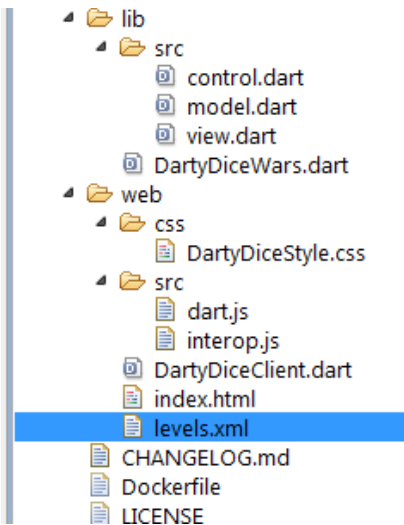 lib
src
control.dart
model.dart
view.dart
DartyDiceWars.dart
web
css
DartyDiceStyle.css
src
dart.js
interop.js
DartyDiceClient.dart
index.html
levels.xml
CHANGELOG.md
Dockerfile
LICENSE